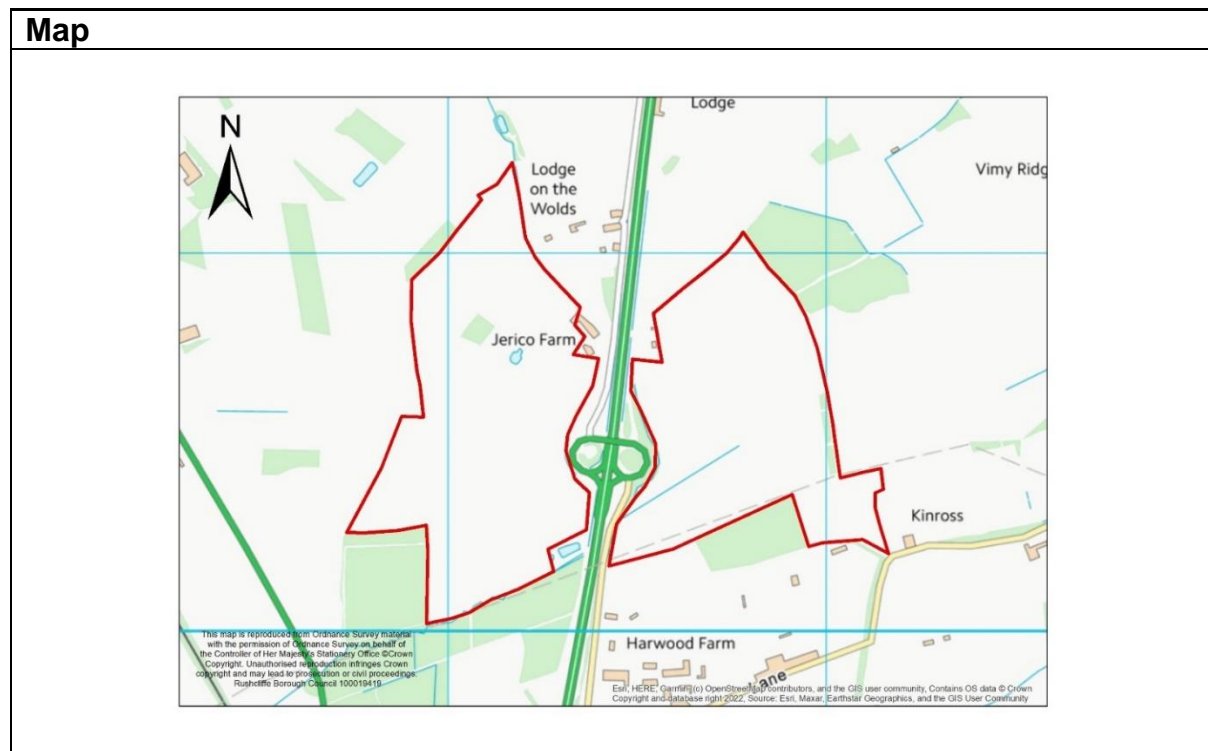 Map
N
Lodge
Lodge
on the
Wolds
Vimy Ridg
Jerico Farm
Kinross
Harwood Farm
Lane
This map is reproduced from Ordnance Survey material
with the permission of Ordnance Survey on behalf of
the Controller of Her Majesty's Stationery Office ©Crown
Copyright. Unauthorised reproduction infringes Crown
copyright and may lead to prosecution or civil proceedings.
Rushcliffe Borough Council 100019419
Esri, HERE, Garmin, (c) OpenStreetMap contributors, and the GIS user community, Contains OS data © Crown
Copyright and database right 2022, Source: Esri, Maxar, Earthstar Geographics, and the GIS User Community